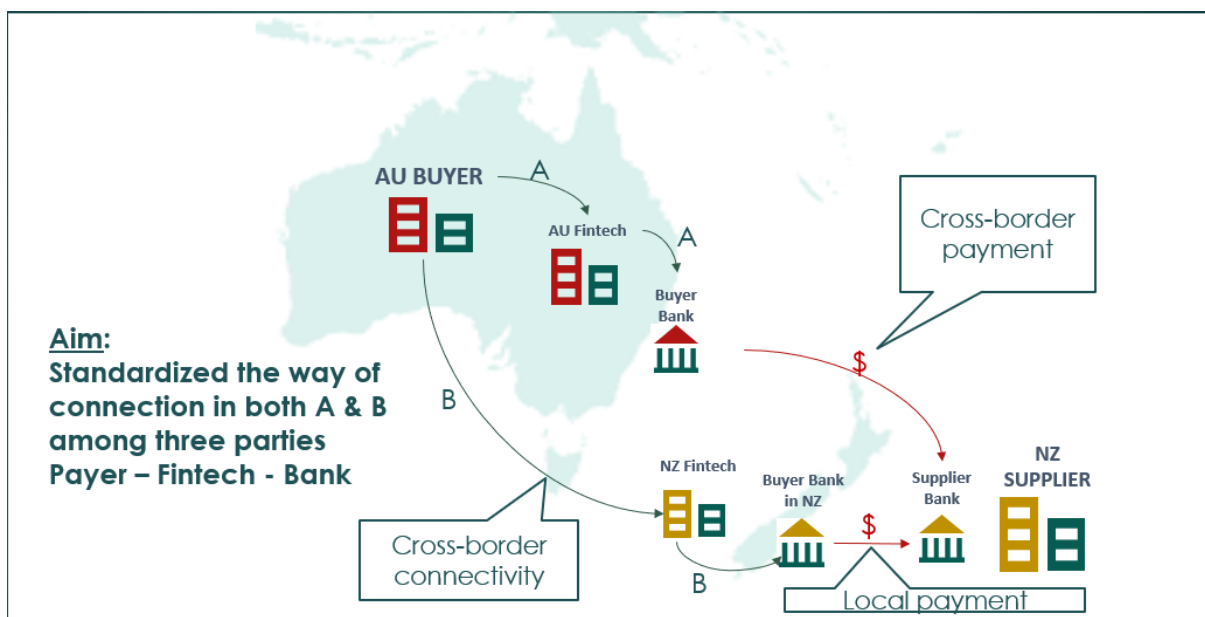 AU BUYER
A
AU Fintech
A
Buyer
Bank
Cross-border
payment
$
Aim:
Standardized the way of
connection in both A & B
among three parties
Payer – Fintech - Bank
B
Cross-border
connectivity
NZ Fintech
B
Buyer Bank
in NZ
$
Local payment
Supplier
Bank
NZ
SUPPLIER